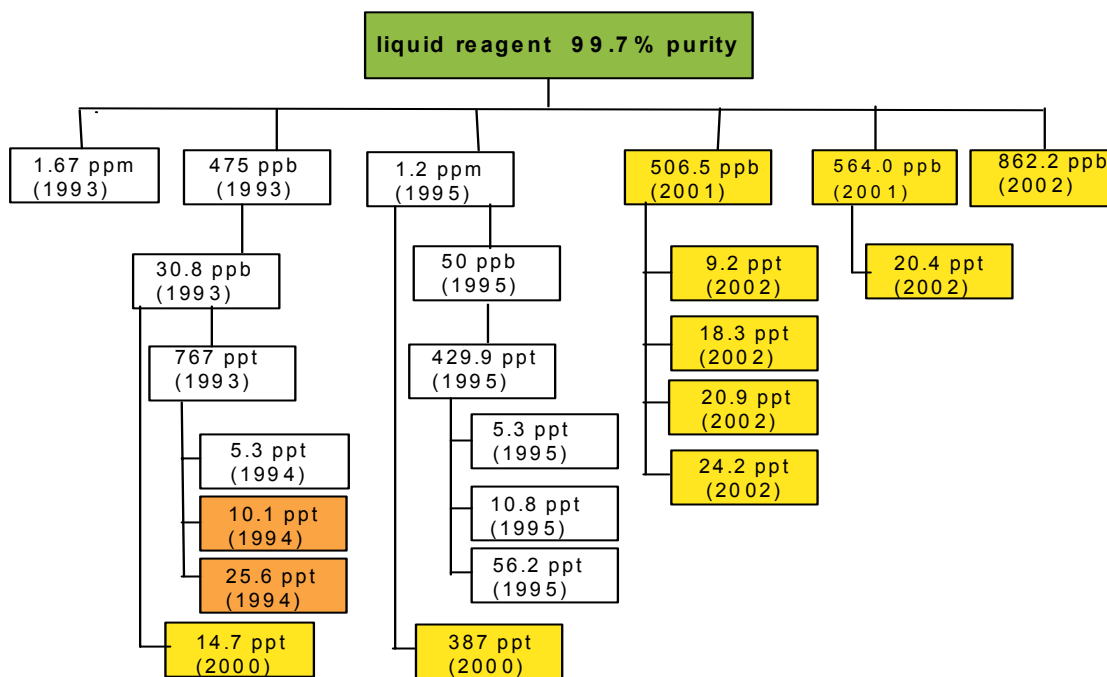 liquid reagent 99.7% purity
1.67 ppm
(1993)
475 ppb
(1993)
1.2 ppm
(1995)
506.5 ppb
(2001)
564.0 ppb
(2001)
862.2 ppb
(2002)
30.8 ppb
(1993)
50 ppb
(1995)
9.2 ppt
(2002)
20.4 ppt
(2002)
767 ppt
(1993)
429.9 ppt
(1995)
18.3 ppt
(2002)
20.9 ppt
(2002)
5.3 ppt
(1994)
5.3 ppt
(1995)
24.2 ppt
(2002)
10.1 ppt
(1994)
10.8 ppt
(1995)
25.6 ppt
(1994)
56.2 ppt
(1995)
14.7 ppt
(2000)
387 ppt
(2000)